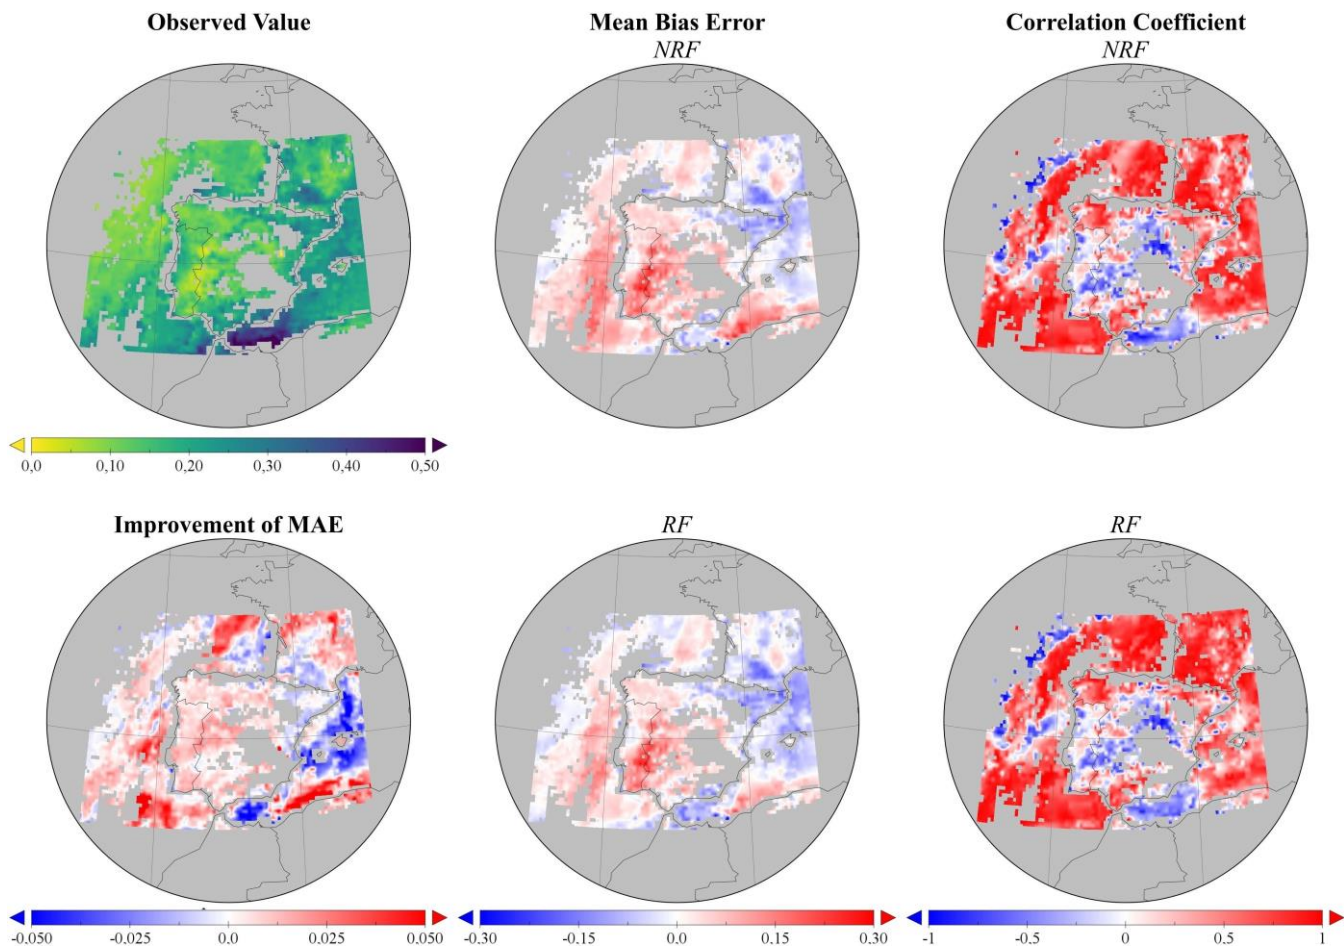 Observed Value
Mean Bias Error
NRF
Correlation Coefficient
NRF
0,0 0,10 0,20 0,30 0,40 0,50
Improvement of MAE
RF
RF
-0.050 -0.025 0.0 0.025 0.050
-0.30 -0.15 0 0.15 0.30
-1 -0.5 0 0.5 1